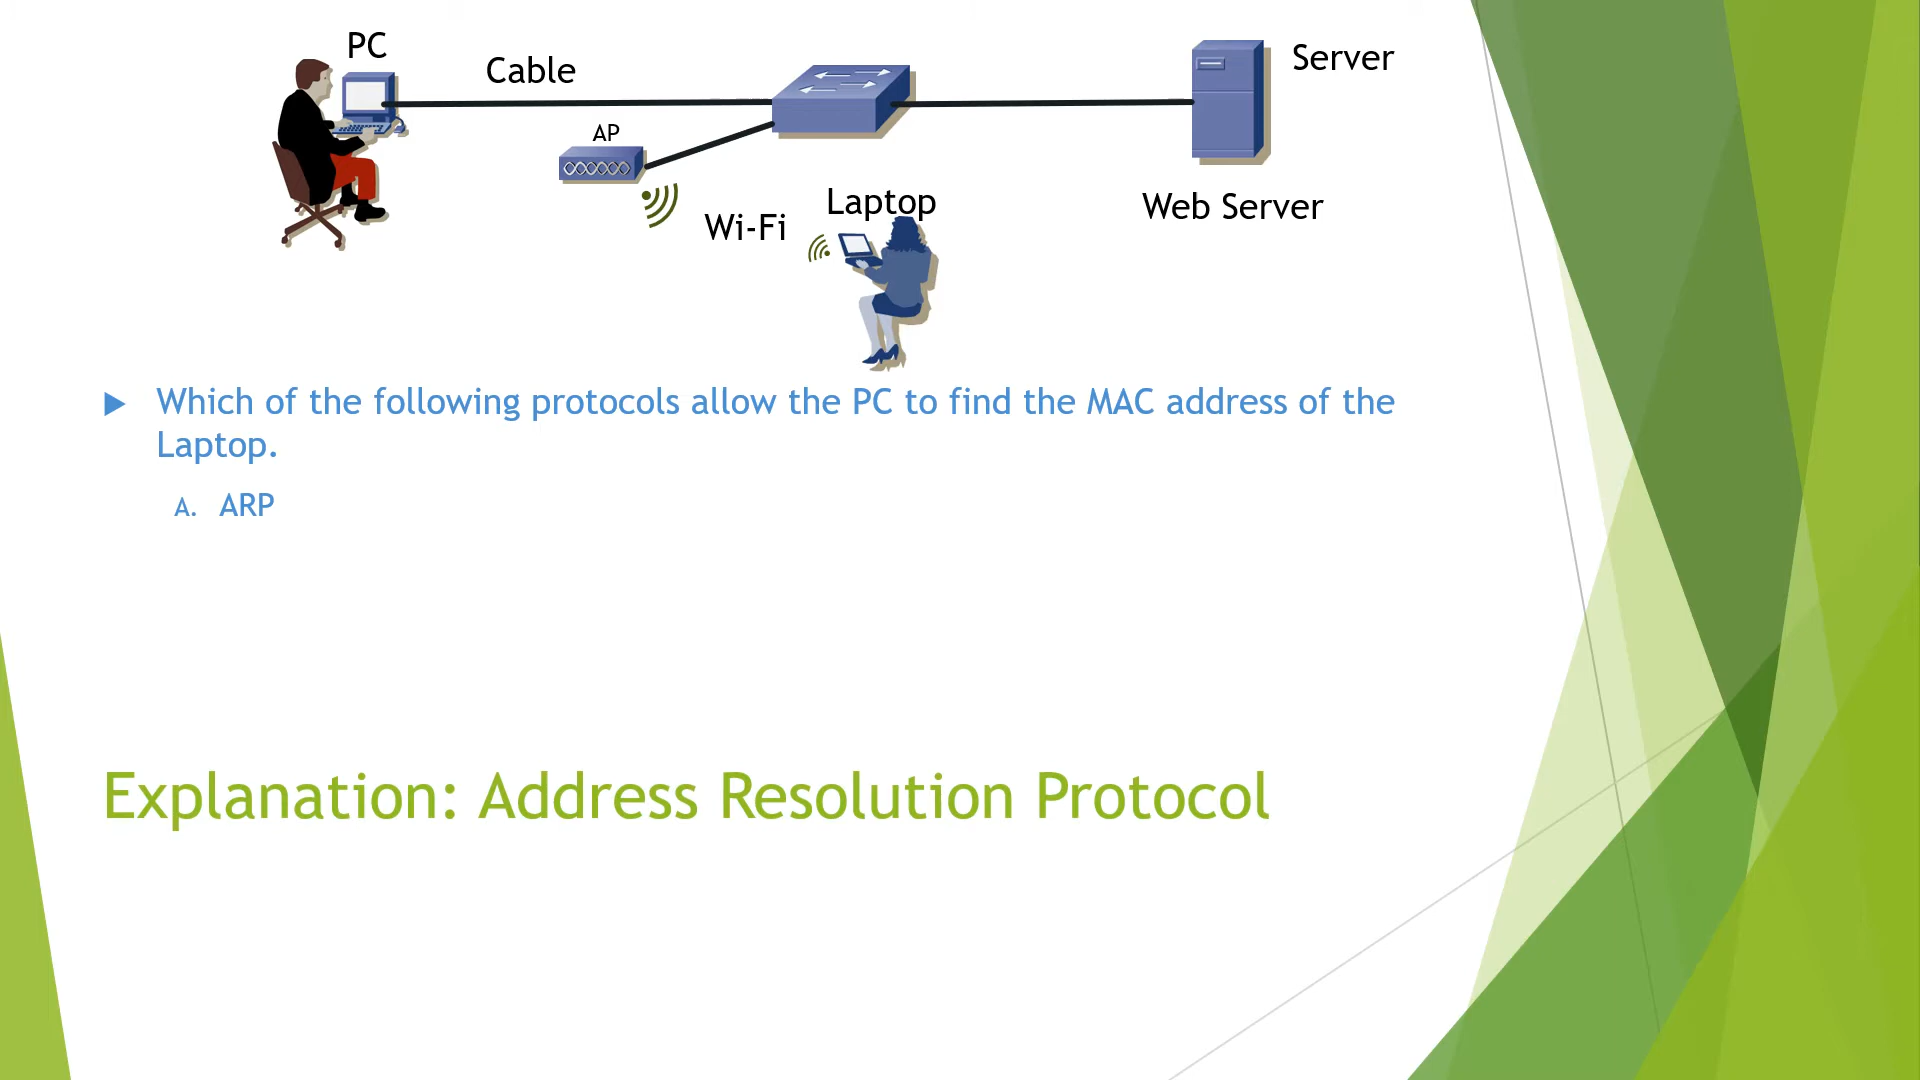 PC
Cable
Server
AP
Laptop
Wi-Fi
Web Server
Which of the following protocols allow the PC to find the MAC address of the
Laptop.
A. ARP
Explanation: Address Resolution Protocol